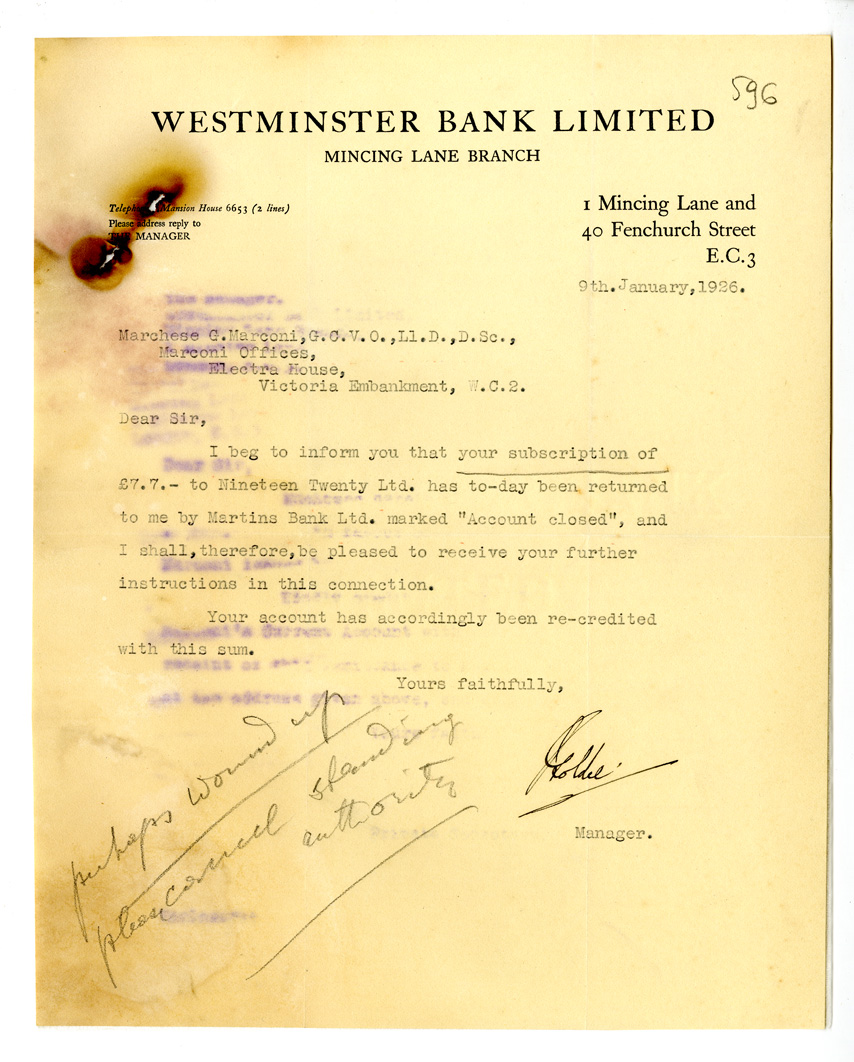 596
WESTMINSTER BANK LIMITED
MINCING LANE BRANCH
Mansion House 6653 (2 lines)
Please address reply to
MANAGER
1 Mincing Lane and
40 Fenchurch Street
E.C.3
9th.January,1926.
Marchese G.Marconi,G.C.V.O.,Ll.D.,D.Sc.,
Marconi Offices,
Electra House,
Victoria Embankment, W.C.2.
Dear Sir,
I beg to inform you that your subscription of
£7.7.- to Nineteen Twenty Ltd. has to-day been returned
to me by Martins Bank Ltd. marked "Account closed", and
I shall,therefore,be pleased to receive your further
instructions in this connection.
Your account has accordingly been re-credited
with this sum.
Yours faithfully,
Manager.
perhaps wound up
please cancel standing
authority